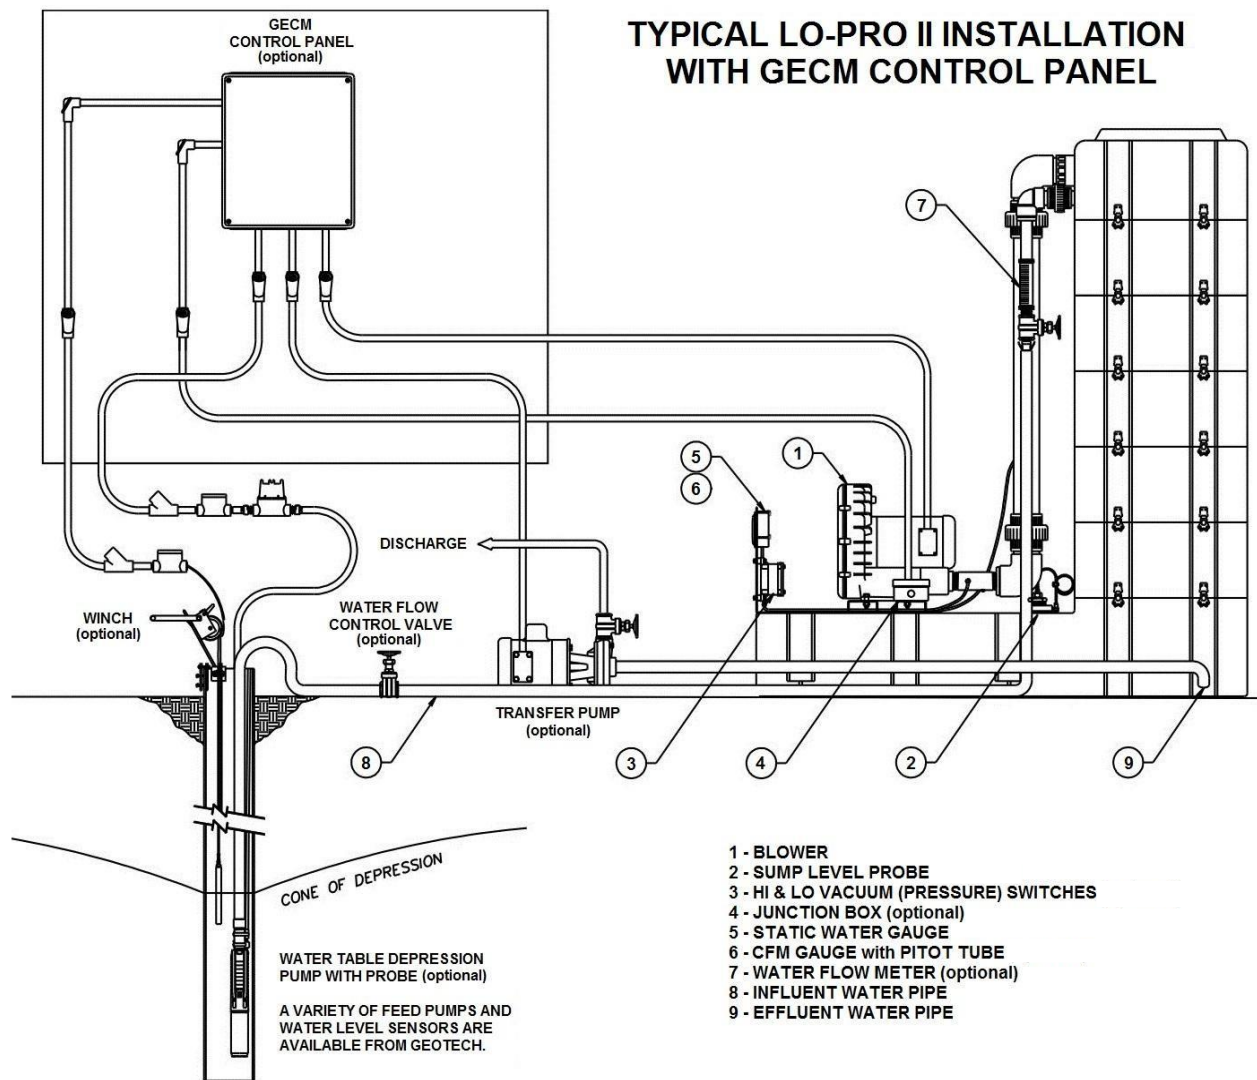 GECM
CONTROL PANEL
(optional)
TYPICAL LO-PRO II INSTALLATION
WITH GECM CONTROL PANEL
7
1
5
6
DISCHARGE
WINCH
(optional)
WATER FLOW
CONTROL VALVE
(optional)
TRANSFER PUMP
(optional)
8
3
4
2
9
CONE OF DEPRESSION
WATER TABLE DEPRESSION
PUMP WITH PROBE (optional)
A VARIETY OF FEED PUMPS AND
WATER LEVEL SENSORS ARE
AVAILABLE FROM GEOTECH.
1 - BLOWER
2 - SUMP LEVEL PROBE
3 - HI & LO VACUUM (PRESSURE) SWITCHES
4 - JUNCTION BOX (optional)
5 - STATIC WATER GAUGE
6 - CFM GAUGE with PITOT TUBE
7 - WATER FLOW METER (optional)
8 - INFLUENT WATER PIPE
9 - EFFLUENT WATER PIPE